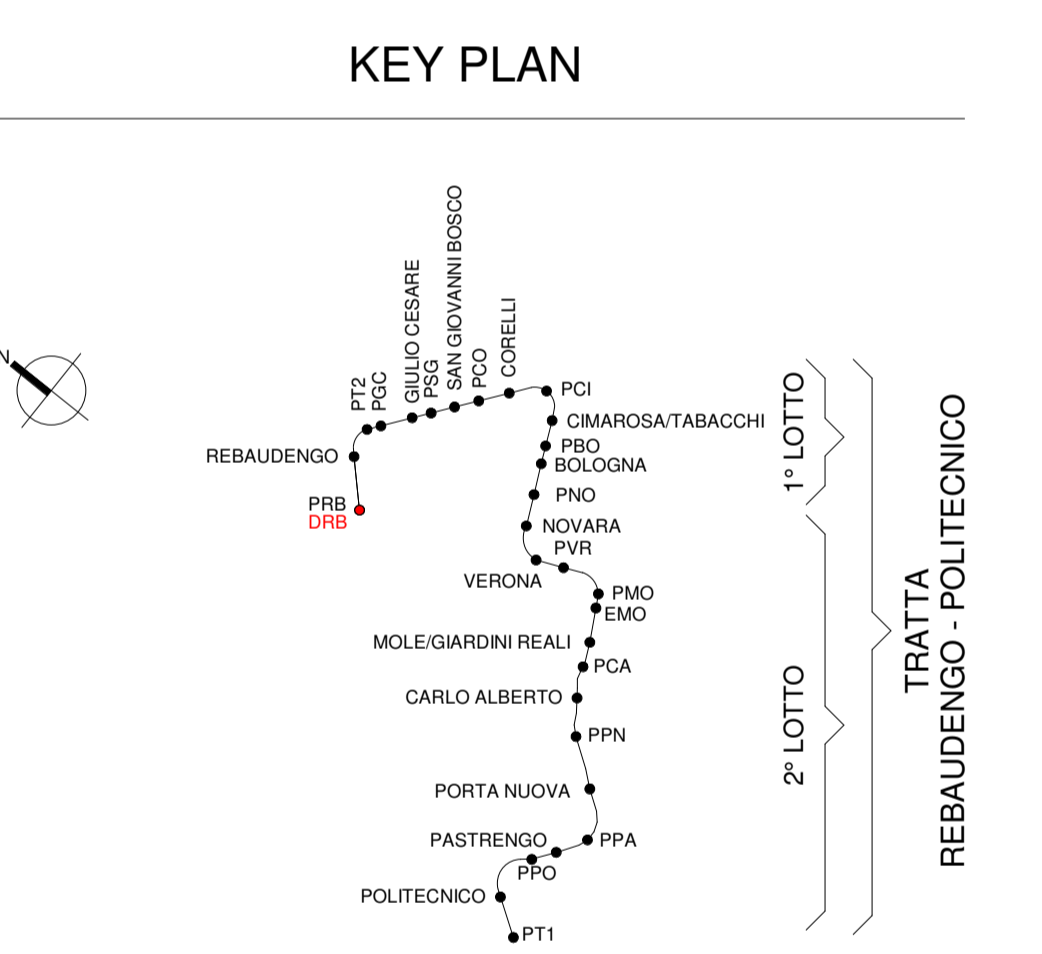 KEY PLAN
N
PT2
PGC
GIULIO CESARE
PSG
SAN GIOVANNI BOSCO
PCO
CORELLI
PCI
CIMAROSA/TABACCHI
REBAUDENGO
PBO
BOLOGNA
PRB
DRB
PNO
NOVARA
PVR
VERONA
PMO
EMO
MOLE/GIARDINI REALI
PCA
CARLO ALBERTO
PPN
PORTA NUOVA
PASTRENGO
PPA
PPO
POLITECNICO
PT1
1° LOTTO
2° LOTTO
TRATTA
REBAUDENGO - POLITECNICO